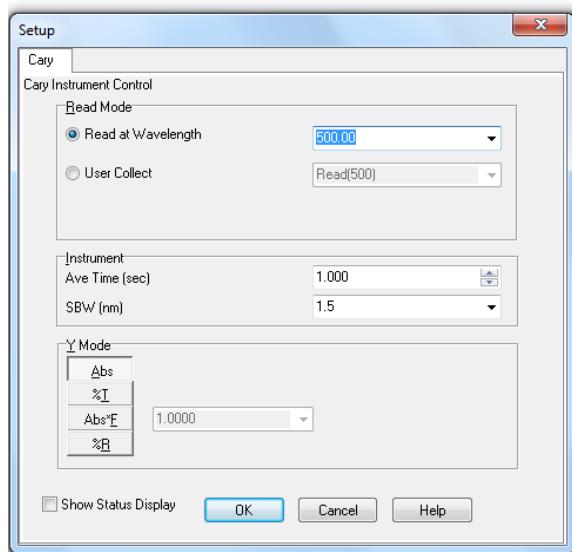 Setup
Cary
Cary Instrument Control
Read Mode
Read at Wavelength 500.00
User Collect Read(500)
Instrument
Ave Time (sec) 1.000
SBW (nm) 1.5
Y Mode
Abs
%T
Abs*F 1.0000
%R
Show Status Display OK Cancel Help